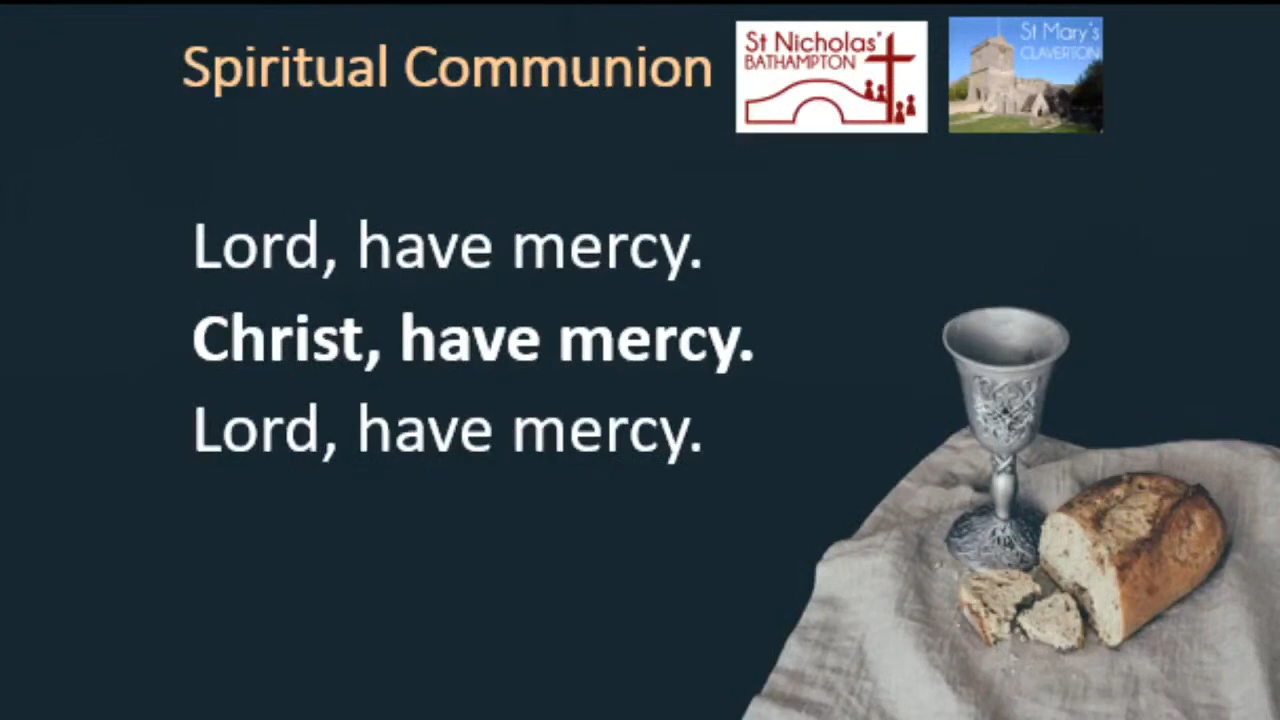 Spiritual Communion
St Nicholas'
BATHAMPTON
St Mary's
CLAVERTON
Lord, have mercy.
Christ, have mercy.
Lord, have mercy.